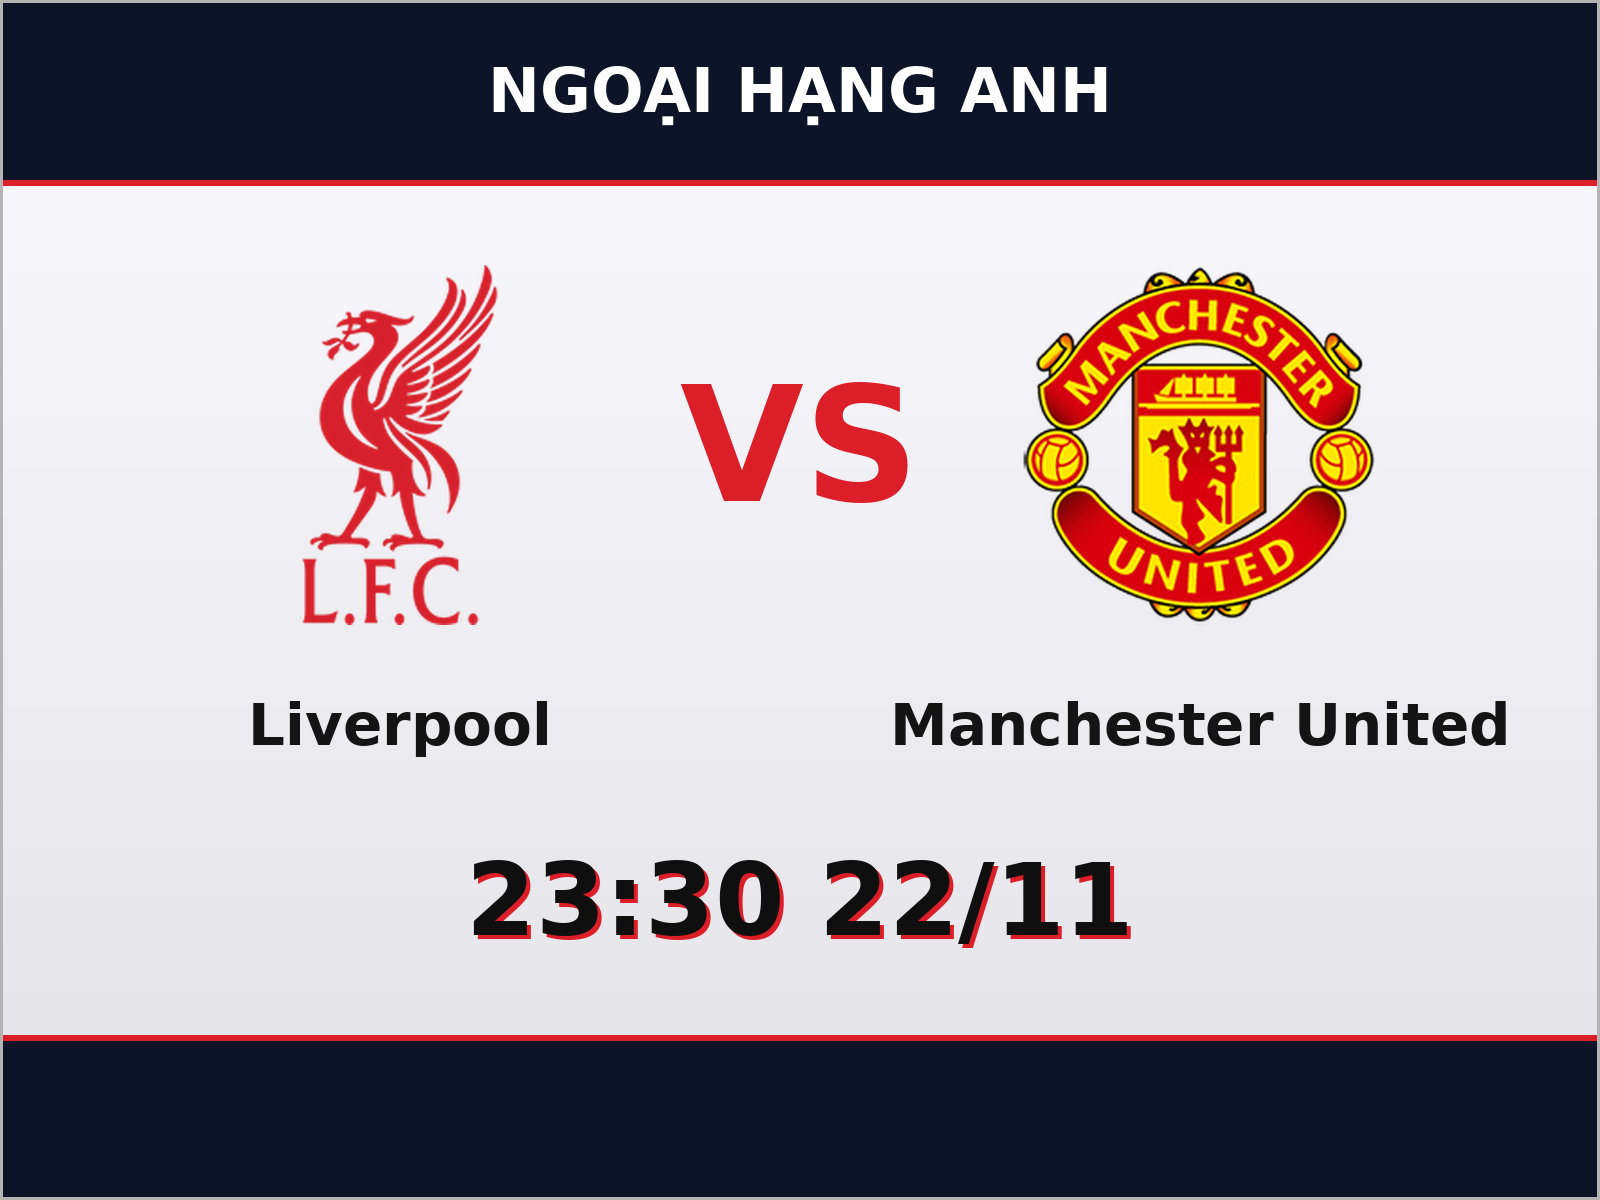 NGOẠI HẠNG ANH
L.F.C.
VS
MANCHESTER
UNITED
Liverpool
Manchester United
23:30 22/11